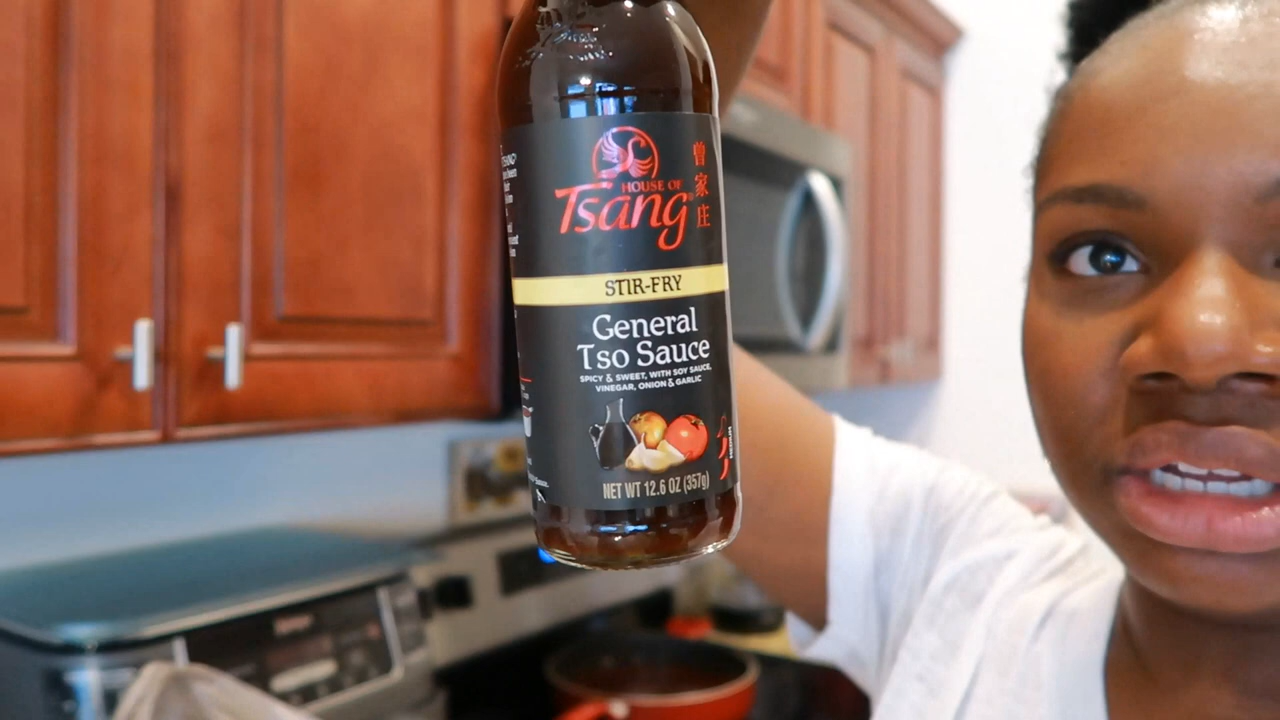 HOUSE OF
Tsang®
曾家庄
STIR-FRY
General
Tso Sauce
SPICY & SWEET, WITH SOY SAUCE,
VINEGAR, ONION & GARLIC
MEDIUM
NET WT 12.6 OZ (357g)